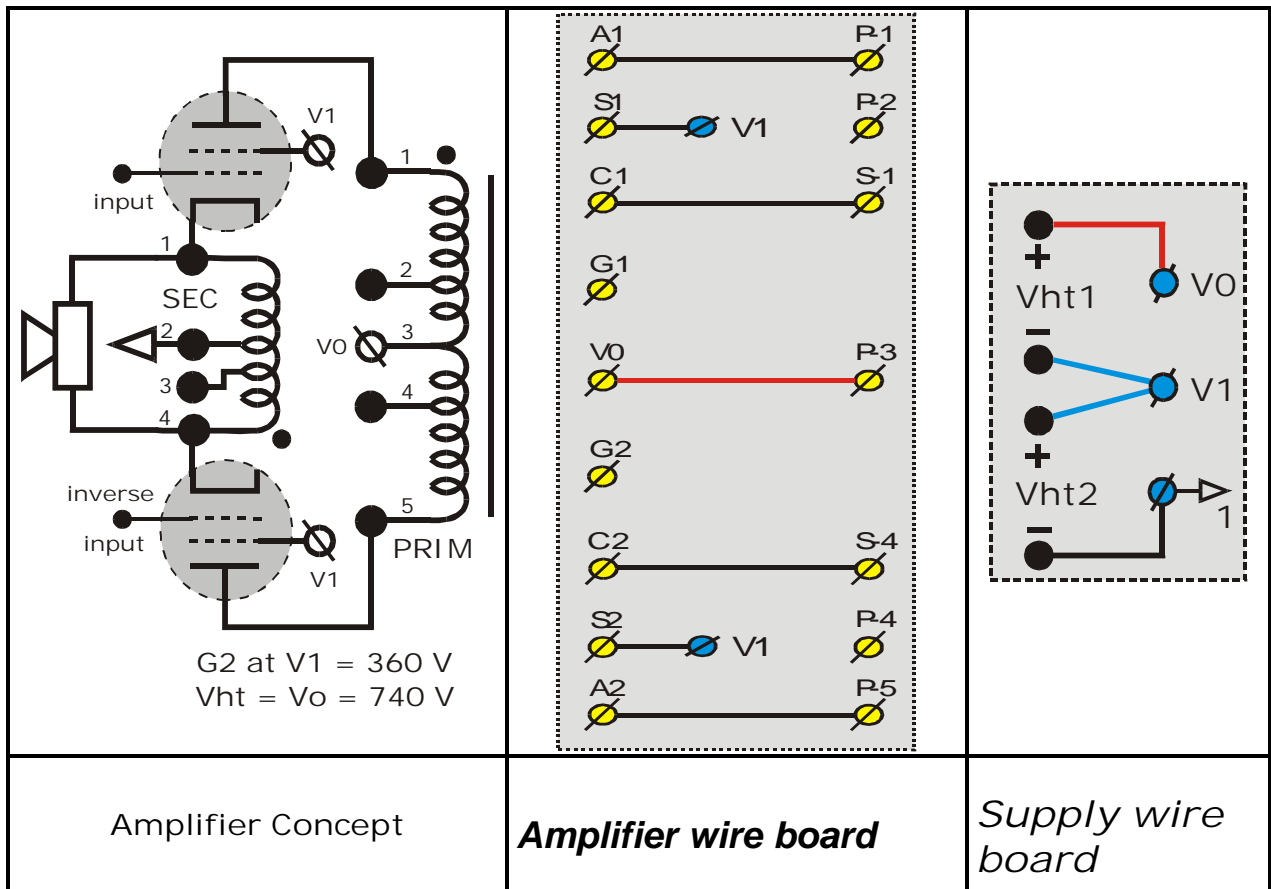 V1
1
input
2
1
SEC
V0
3
2
3
4
4
inverse
input
5
PRIM
V1
G2 at V1 = 360 V
Vht = Vo = 740 V
A1
P-1
S1
V1
P-2
C1
S-1
G1
V0
P-3
G2
C2
S-4
S2
V1
P-4
A2
P-5
+
Vht1
V0
-
V1
+
Vht2
1
-
Amplifier Concept
Amplifier wire board
Supply wire
board